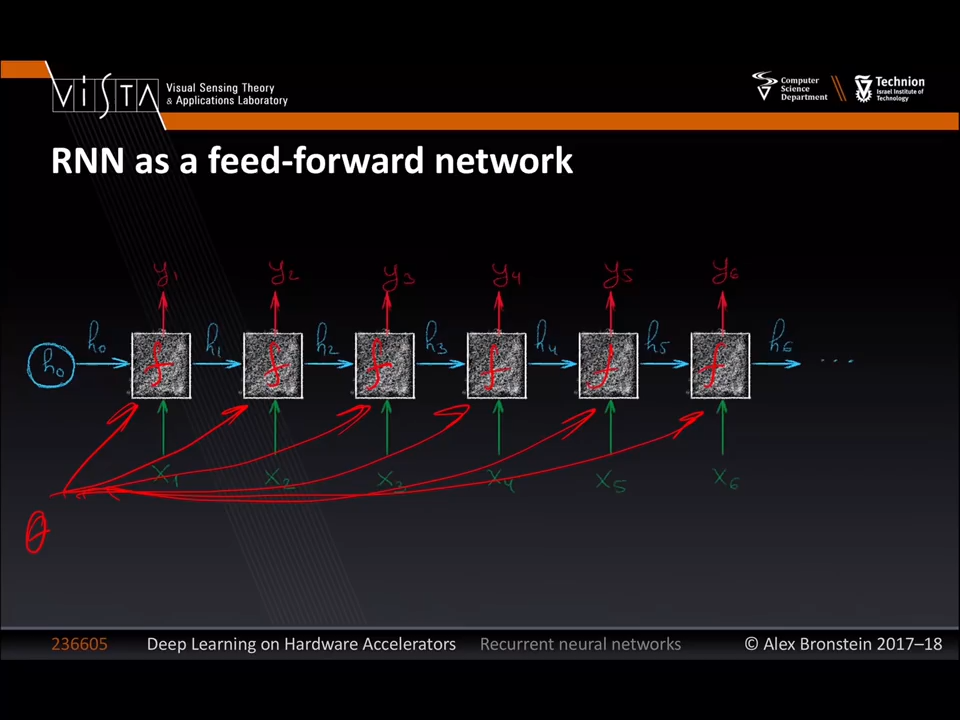 ViSTA Visual Sensing Theory & Applications Laboratory
Computer Science Department
Technion Israel Institute of Technology
RNN as a feed-forward network
y1 y2 y3 y4 y5 y6
h0 h0 h1 h2 h3 h4 h5 h6 ...
f f f f f f
x1 x2 x3 x4 x5 x6
θ
236605 Deep Learning on Hardware Accelerators Recurrent neural networks © Alex Bronstein 2017–18